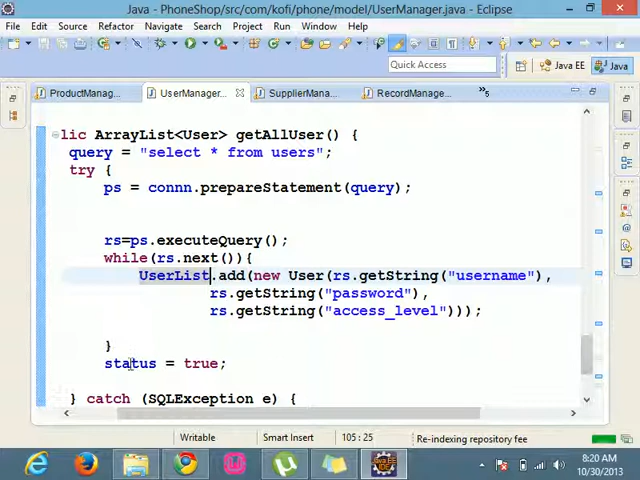 Java - PhoneShop/src/com/kofi/phone/model/UserManager.java - Eclipse
File Edit Source Refactor Navigate Search Project Run Window Help
Quick Access
Java EE
Java
ProductManag...
UserManager...
SupplierMana...
RecordManage...
»5
lic ArrayList<User> getAllUser() {
query = "select * from users";
try {
ps = connn.prepareStatement(query);
rs=ps.executeQuery();
while(rs.next()){
UserList.add(new User(rs.getString("username"),
rs.getString("password"),
rs.getString("access_level")));
}
status = true;
} catch (SQLException e) {
Writable
Smart Insert
105 : 25
Re-indexing repository fee
8:20 AM
10/30/2013